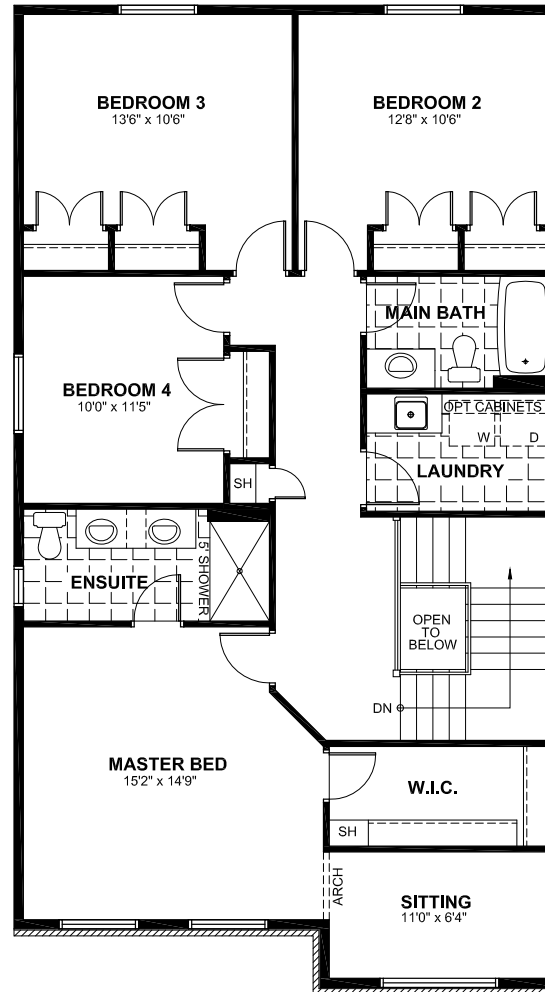 BEDROOM 3
13'6" x 10'6"
BEDROOM 2
12'8" x 10'6"
MAIN BATH
BEDROOM 4
10'0" x 11'5"
OPT CABINETS
W D
LAUNDRY
SH
ENSUITE
5' SHOWER
OPEN
TO
BELOW
DN
MASTER BED
15'2" x 14'9"
W.I.C.
SH
ARCH
SITTING
11'0" x 6'4"